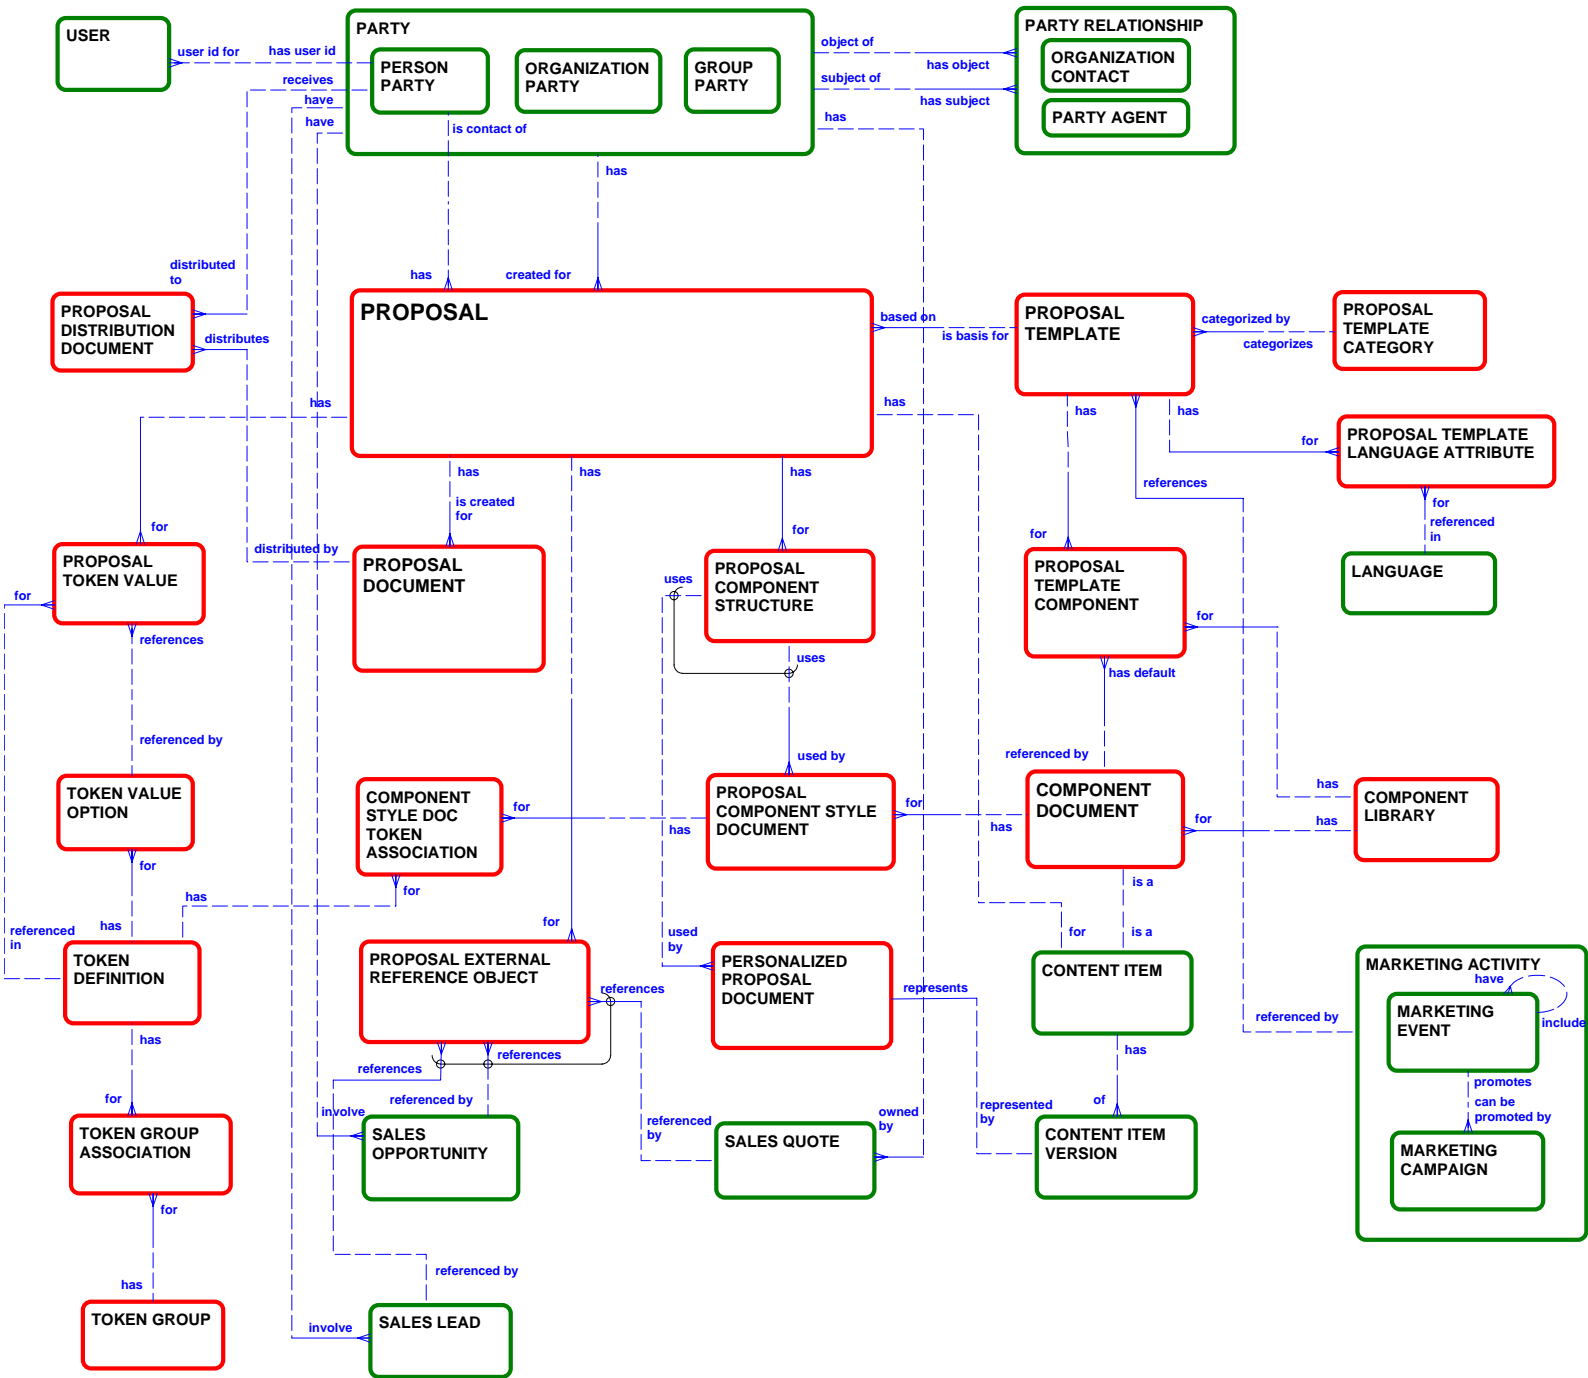 USER
user id for
has user id
receives
have
have
PARTY
PERSON
PARTY
ORGANIZATION
PARTY
GROUP
PARTY
is contact of
has
object of
has object
subject of
has subject
has
PARTY RELATIONSHIP
ORGANIZATION
CONTACT
PARTY AGENT
distributed
to
has
created for
PROPOSAL
DISTRIBUTION
DOCUMENT
distributes
PROPOSAL
based on
is basis for
PROPOSAL
TEMPLATE
categorized by
categorizes
PROPOSAL
TEMPLATE
CATEGORY
has
has
has
has
for
PROPOSAL TEMPLATE
LANGUAGE ATTRIBUTE
has
is created
for
has
has
references
for
referenced
in
for
distributed by
for
for
PROPOSAL
TOKEN VALUE
PROPOSAL
DOCUMENT
uses
PROPOSAL
COMPONENT
STRUCTURE
PROPOSAL
TEMPLATE
COMPONENT
LANGUAGE
for
references
uses
for
has default
referenced by
used by
referenced by
TOKEN VALUE
OPTION
COMPONENT
STYLE DOC
TOKEN
ASSOCIATION
for
has
PROPOSAL
COMPONENT STYLE
DOCUMENT
for
has
COMPONENT
DOCUMENT
for
has
has
COMPONENT
LIBRARY
for
has
for
is a
has
referenced
in
for
used
by
for
is a
TOKEN
DEFINITION
PROPOSAL EXTERNAL
REFERENCE OBJECT
references
PERSONALIZED
PROPOSAL
DOCUMENT
represents
CONTENT ITEM
MARKETING ACTIVITY
have
MARKETING
EVENT
include
referenced by
has
references
references
has
promotes
can be
promoted by
for
referenced by
involve
referenced
by
owned
by
represented
by
of
TOKEN GROUP
ASSOCIATION
SALES
OPPORTUNITY
SALES QUOTE
CONTENT ITEM
VERSION
MARKETING
CAMPAIGN
for
has
referenced by
TOKEN GROUP
involve
SALES LEAD